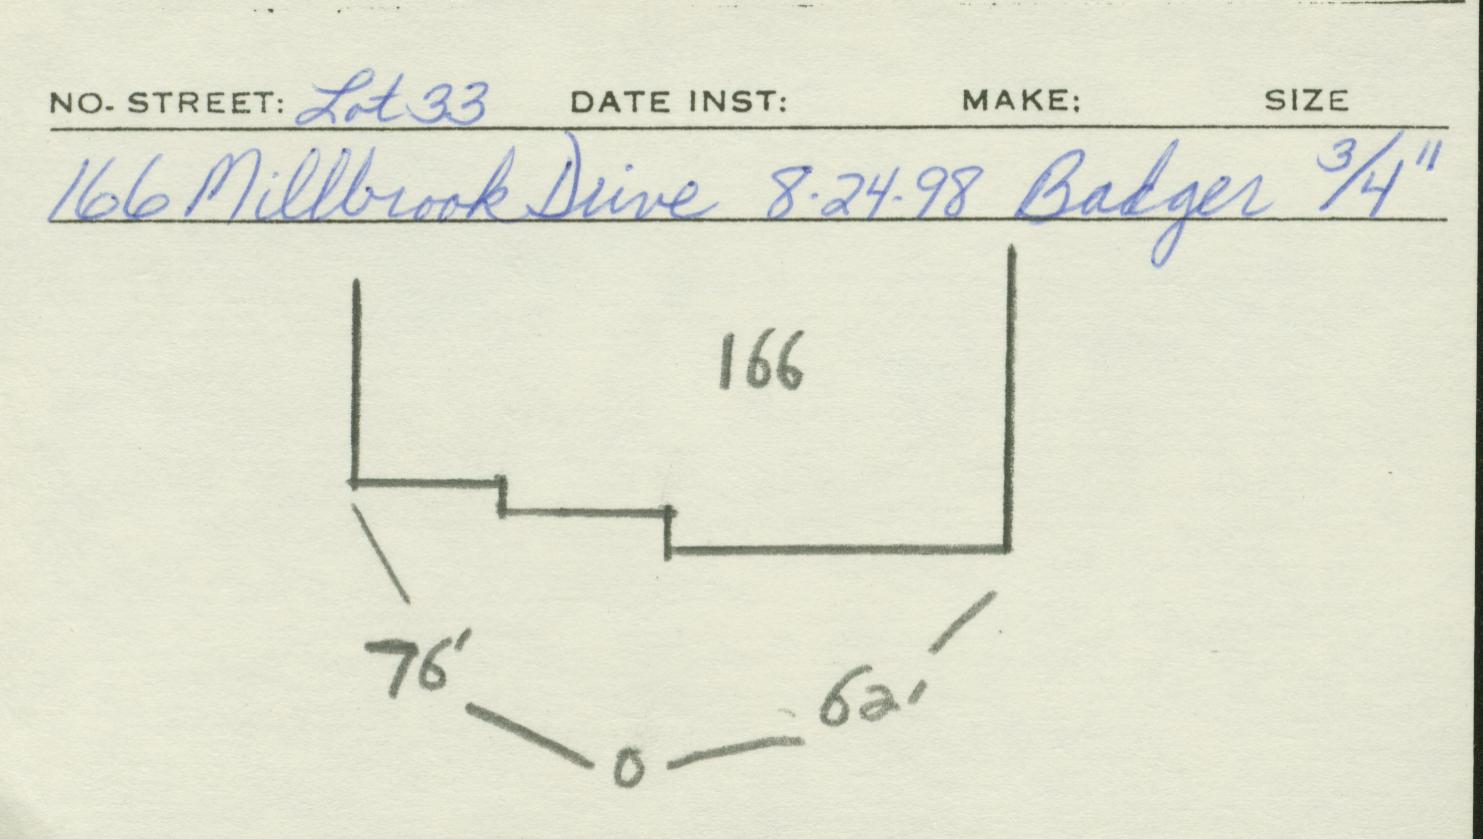 NO. STREET: Lot 33 DATE INST: MAKE: SIZE
166 Millbrook Drive 8-24-98 Badger 3/4"
166
76'
62'
0